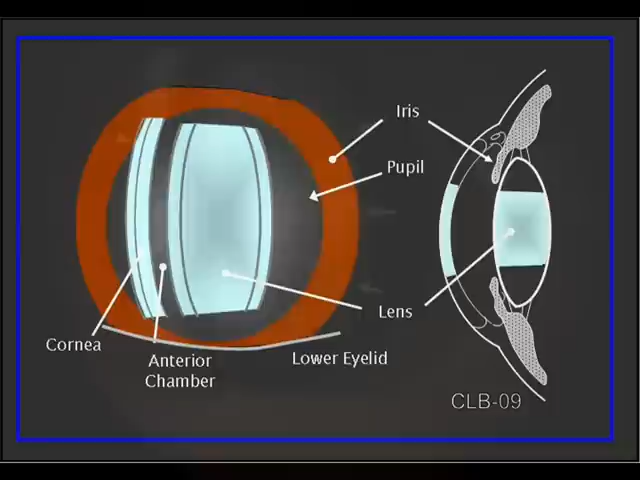 Iris
Pupil
Lens
Cornea
Anterior
Chamber
Lower Eyelid
CLB-09